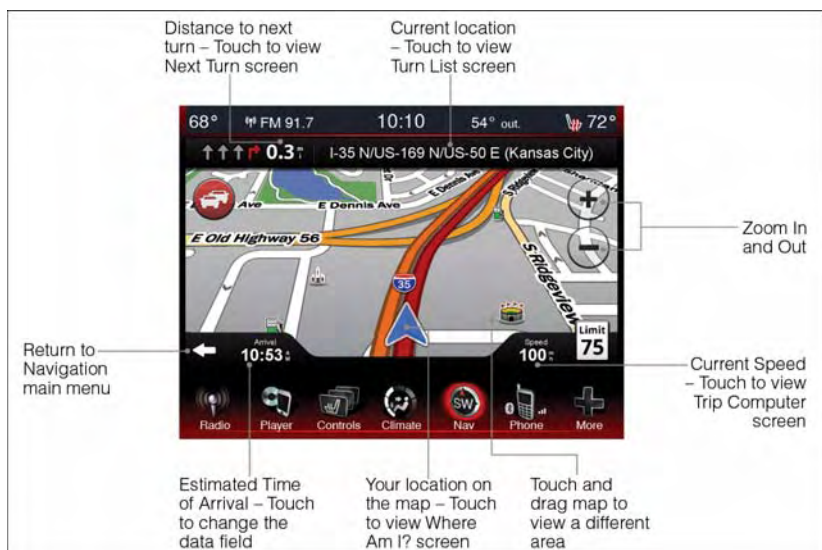 Distance to next
turn – Touch to view
Next Turn screen
Current location
– Touch to view
Turn List screen
68°
FM 91.7
10:10
54° out.
72°
0.3 mi
I-35 N/US-169 N/US-50 E (Kansas City)
Ave
E Dennis Ave
E Dennis Ave
E Old Highway 56
S Ridgeview
S Ridgeview
35
+
−
Zoom In
and Out
Return to
Navigation
main menu
Arrival
10:53 AM
Speed
100 mh
Limit
75
Current Speed
– Touch to view
Trip Computer
screen
Radio
Player
Controls
Climate
SW
Nav
Phone
More
Estimated Time
of Arrival – Touch
to change the
data field
Your location on
the map – Touch
to view Where
Am I? screen
Touch and
drag map to
view a different
area